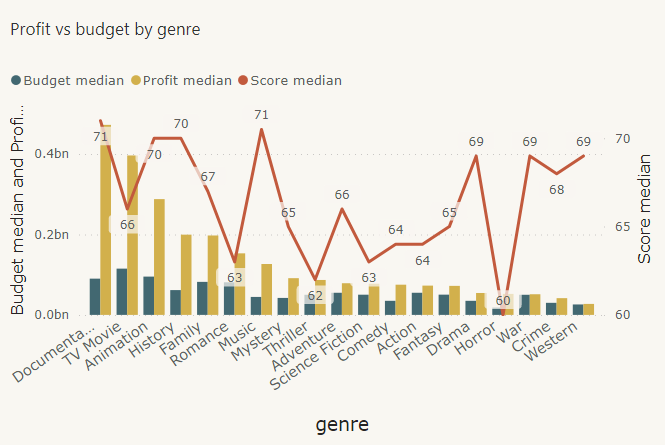 Profit vs budget by genre
Budget median Profit median Score median
Budget median and Profi...
0.4bn
0.2bn
0.0bn
71
66
70
70
67
63
71
65
62
66
63
64
64
65
69
60
69
68
69
70
65
60
Score median
Documenta...
TV Movie
Animation
History
Family
Romance
Music
Mystery
Thriller
Adventure
Science Fiction
Comedy
Action
Fantasy
Drama
Horror
War
Crime
Western
genre